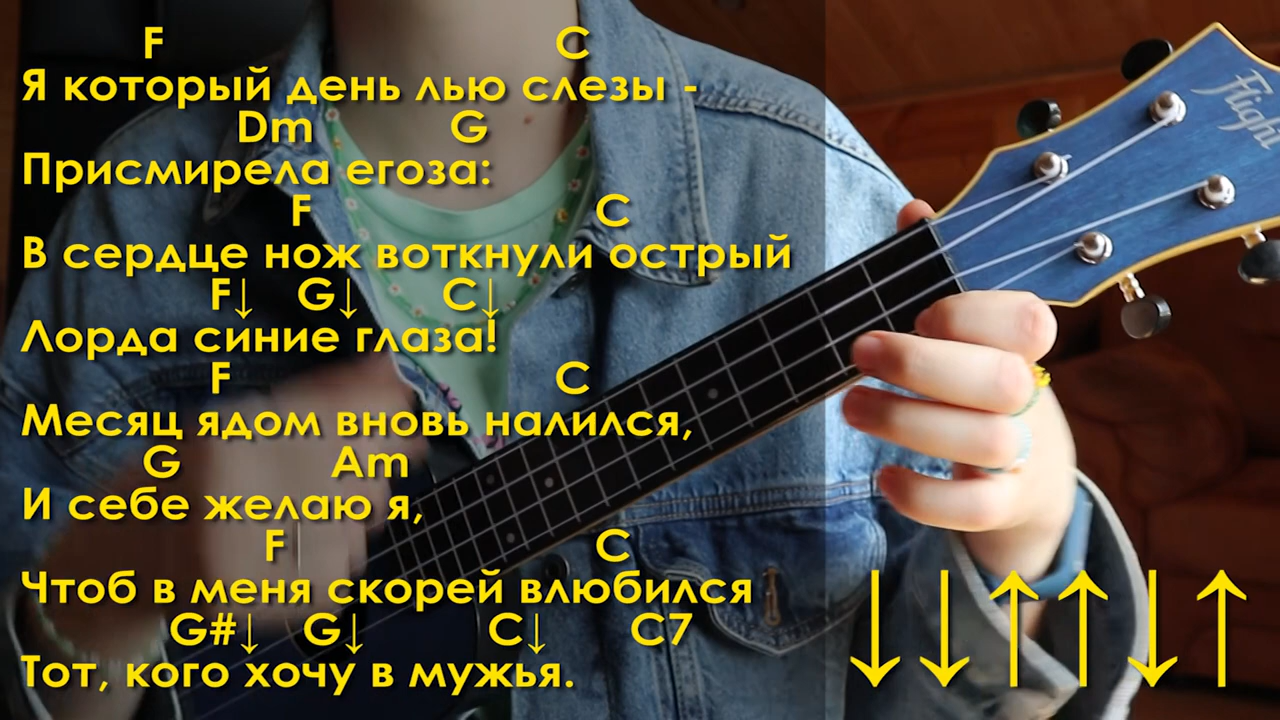 F C
Я который день лью слезы -
Dm G
Присмирела егоза:
F C
В сердце нож воткнули острый
F↓ G↓ C↓
Лорда синие глаза!
F C
Месяц ядом вновь налился,
G Am
И себе желаю я,
F C
Чтоб в меня скорей влюбился
G#↓ G↓ C↓ C7
Тот, кого хочу в мужья.
↓↓↑↑↓↑
Flight